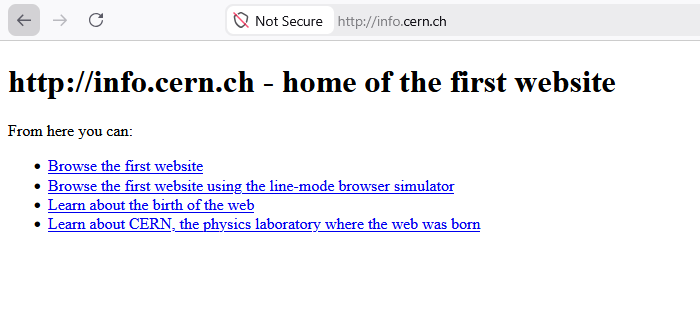 Not Secure http://info.cern.ch
http://info.cern.ch - home of the first website
From here you can:
Browse the first website
Browse the first website using the line-mode browser simulator
Learn about the birth of the web
Learn about CERN, the physics laboratory where the web was born